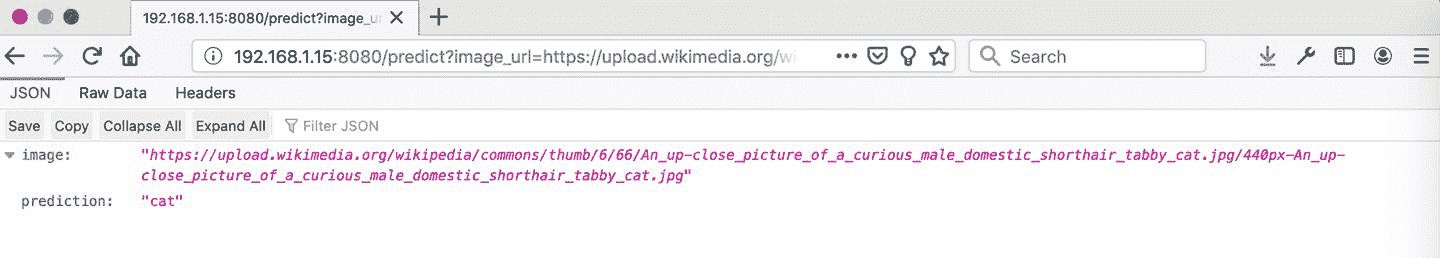 192.168.1.15:8080/predict?image_u
192.168.1.15:8080/predict?image_url=https://upload.wikimedia.org/wi
Search
JSON Raw Data Headers
Save Copy Collapse All Expand All Filter JSON
image: "https://upload.wikimedia.org/wikipedia/commons/thumb/6/66/An_up-close_picture_of_a_curious_male_domestic_shorthair_tabby_cat.jpg/440px-An_up-
close_picture_of_a_curious_male_domestic_shorthair_tabby_cat.jpg"
prediction: "cat"